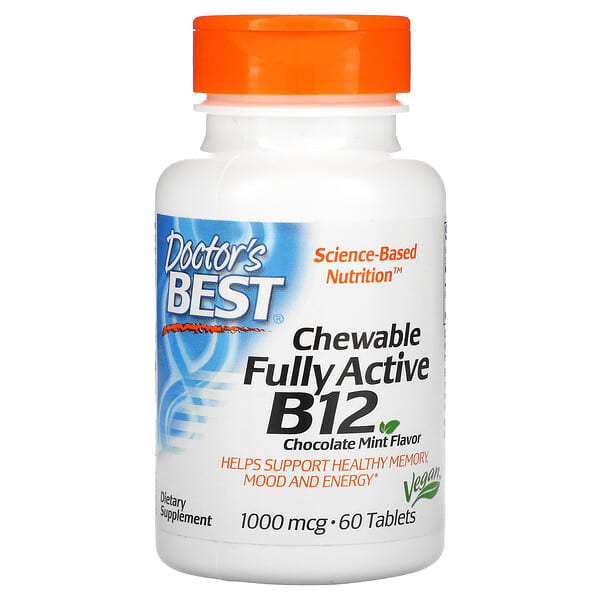 Doctor's
BEST®
Science-Based
Nutrition™
Chewable
Fully Active
B12
Chocolate Mint Flavor
HELPS SUPPORT HEALTHY MEMORY,
MOOD AND ENERGY*
Vegan
Dietary
Supplement
1000 mcg • 60 Tablets